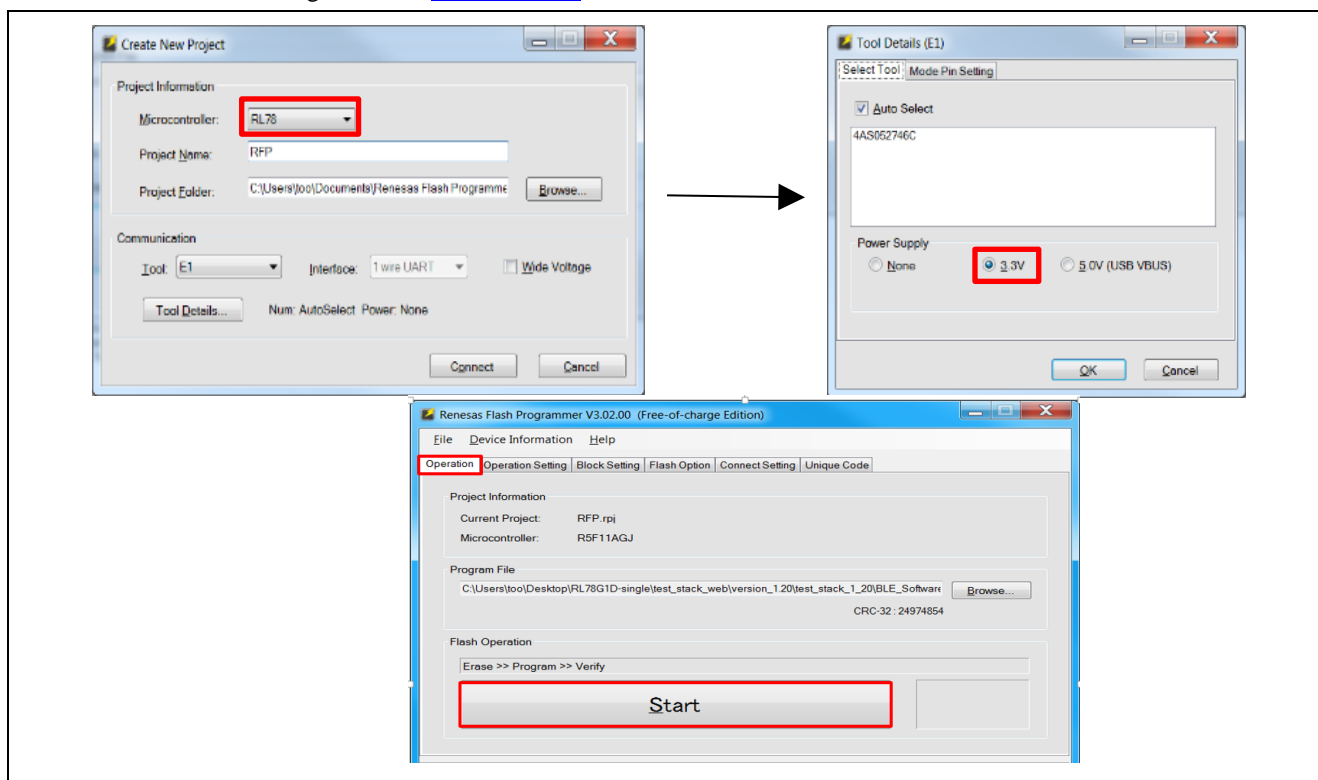 Create New Project
Project Information
Microcontroller: RL78
Project Name: RFP
Project Folder: C:\Users\too\Documents\Renesas Flash Programme Browse...
Communication
Tool: E1 Interface: 1 wire UART Wide Voltage
Tool Details... Num: AutoSelect Power: None
Connect Cancel
Tool Details (E1)
Select Tool Mode Pin Setting
Auto Select
4AS052746C
Power Supply
None 3.3V 5.0V (USB VBUS)
OK Cancel
Renesas Flash Programmer V3.02.00 (Free-of-charge Edition)
File Device Information Help
Operation Operation Setting Block Setting Flash Option Connect Setting Unique Code
Project Information
Current Project: RFP.rpj
Microcontroller: R5F11AGJ
Program File
C:\Users\too\Desktop\RL78G1D-single\test_stack_web\version_1.20\test_stack_1_20\BLE_Software Browse...
CRC-32 : 24974854
Flash Operation
Erase >> Program >> Verify
Start